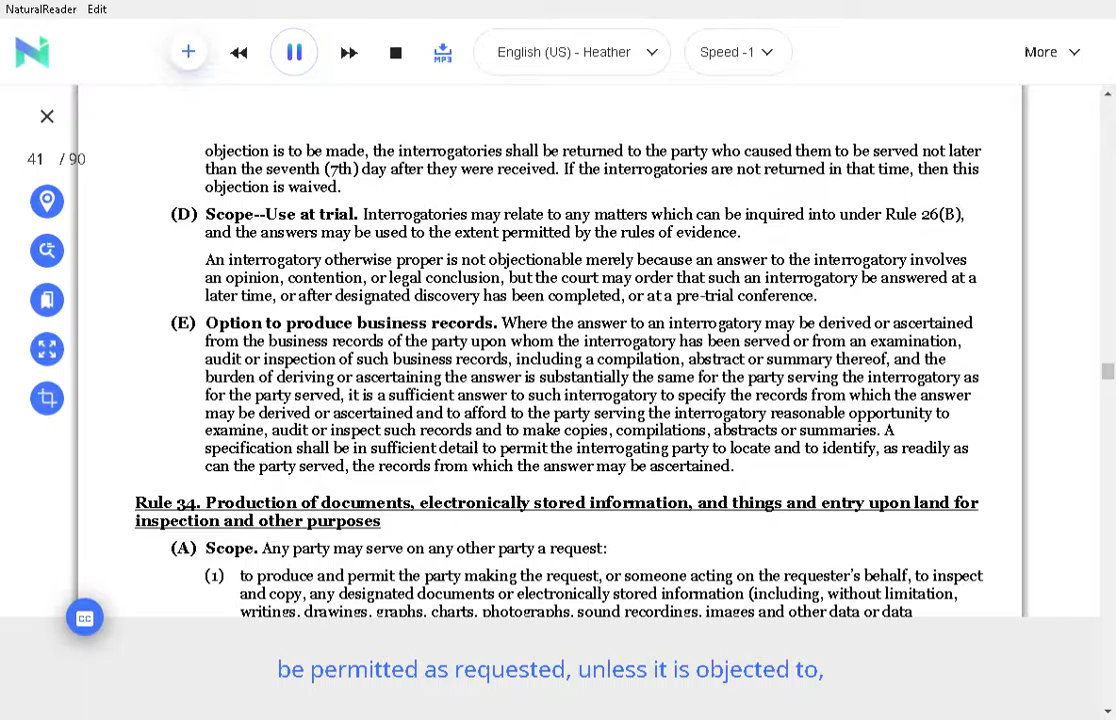 NaturalReader Edit
MP3
English (US) - Heather
Speed -1
More
41 / 90
objection is to be made, the interrogatories shall be returned to the party who caused them to be served not later
than the seventh (7th) day after they were received. If the interrogatories are not returned in that time, then this
objection is waived.
(D) Scope--Use at trial. Interrogatories may relate to any matters which can be inquired into under Rule 26(B),
and the answers may be used to the extent permitted by the rules of evidence.
An interrogatory otherwise proper is not objectionable merely because an answer to the interrogatory involves
an opinion, contention, or legal conclusion, but the court may order that such an interrogatory be answered at a
later time, or after designated discovery has been completed, or at a pre-trial conference.
(E) Option to produce business records. Where the answer to an interrogatory may be derived or ascertained
from the business records of the party upon whom the interrogatory has been served or from an examination,
audit or inspection of such business records, including a compilation, abstract or summary thereof, and the
burden of deriving or ascertaining the answer is substantially the same for the party serving the interrogatory as
for the party served, it is a sufficient answer to such interrogatory to specify the records from which the answer
may be derived or ascertained and to afford to the party serving the interrogatory reasonable opportunity to
examine, audit or inspect such records and to make copies, compilations, abstracts or summaries. A
specification shall be in sufficient detail to permit the interrogating party to locate and to identify, as readily as
can the party served, the records from which the answer may be ascertained.
Rule 34. Production of documents, electronically stored information, and things and entry upon land for
inspection and other purposes
(A) Scope. Any party may serve on any other party a request:
(1) to produce and permit the party making the request, or someone acting on the requester's behalf, to inspect
and copy, any designated documents or electronically stored information (including, without limitation,
writings, drawings, graphs, charts, photographs, sound recordings, images and other data or data
CC
be permitted as requested, unless it is objected to,